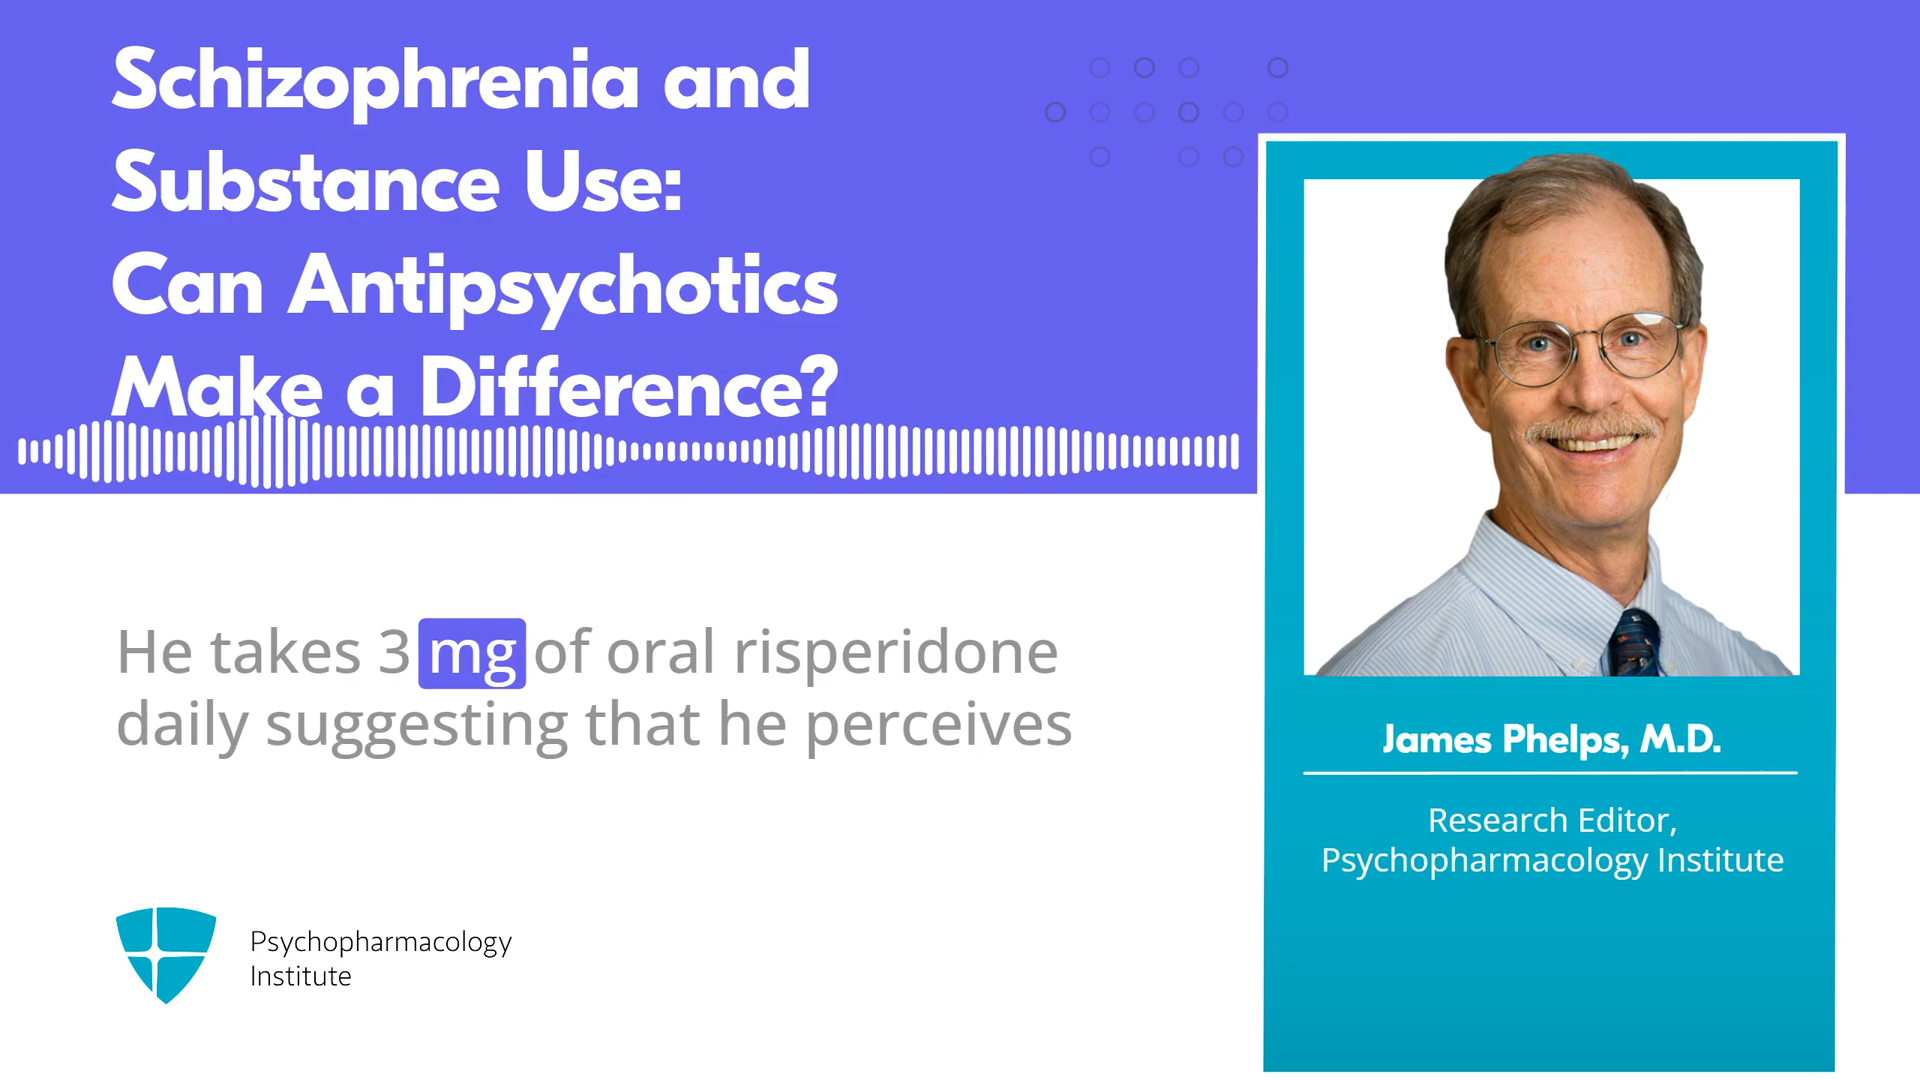 Schizophrenia and
Substance Use:
Can Antipsychotics
Make a Difference?
He takes 3 mg of oral risperidone
daily suggesting that he perceives
Psychopharmacology
Institute
James Phelps, M.D.
Research Editor,
Psychopharmacology Institute